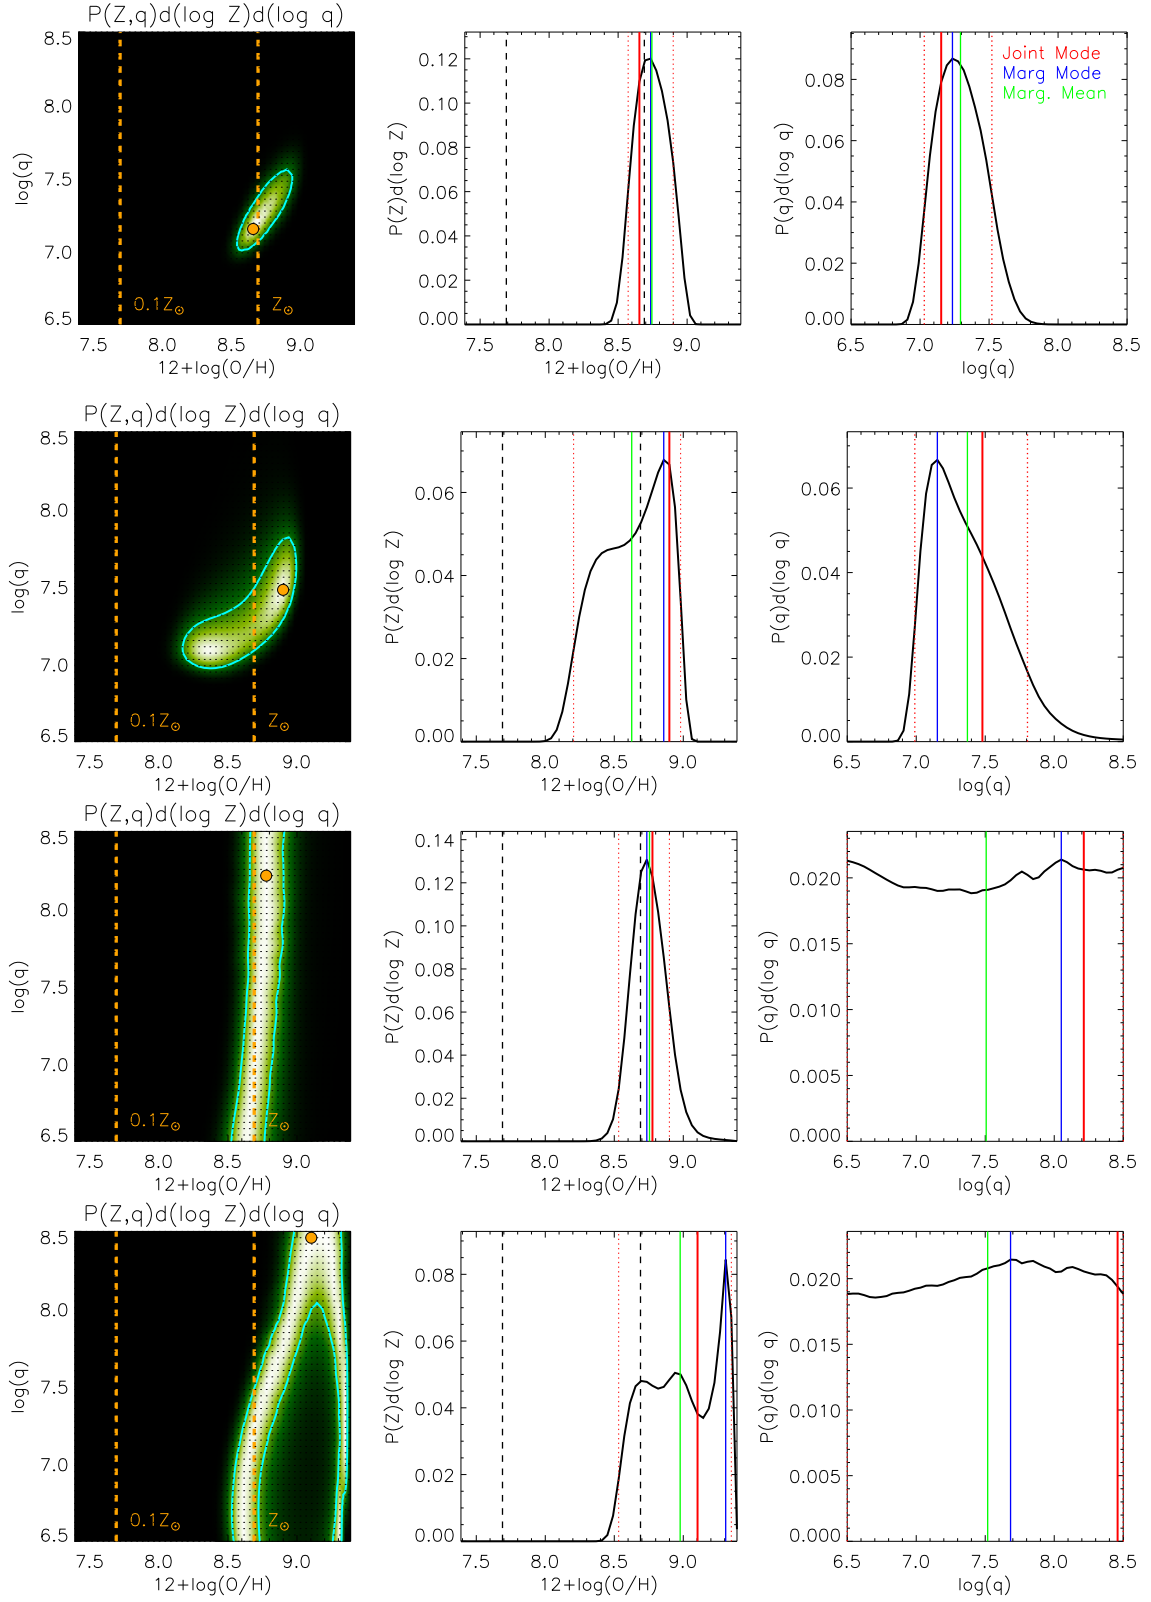 P(Z,q)d(log Z)d(log q)
8.5
8.0
7.5
7.0
6.5
log(q)
0.1Z⊙
Z⊙
7.5 8.0 8.5 9.0
12+log(O/H)
0.12
0.10
0.08
0.06
0.04
0.02
0.00
P(Z)d(log Z)
7.5 8.0 8.5 9.0
12+log(O/H)
Joint Mode
Marg Mode
Marg. Mean
0.08
0.06
0.04
0.02
0.00
P(q)d(log q)
6.5 7.0 7.5 8.0 8.5
log(q)
P(Z,q)d(log Z)d(log q)
8.5
8.0
7.5
7.0
6.5
log(q)
0.1Z⊙
Z⊙
7.5 8.0 8.5 9.0
12+log(O/H)
0.06
0.04
0.02
0.00
P(Z)d(log Z)
7.5 8.0 8.5 9.0
12+log(O/H)
0.06
0.04
0.02
0.00
P(q)d(log q)
6.5 7.0 7.5 8.0 8.5
log(q)
P(Z,q)d(log Z)d(log q)
8.5
8.0
7.5
7.0
6.5
log(q)
0.1Z⊙
Z⊙
7.5 8.0 8.5 9.0
12+log(O/H)
0.14
0.12
0.10
0.08
0.06
0.04
0.02
0.00
P(Z)d(log Z)
7.5 8.0 8.5 9.0
12+log(O/H)
0.020
0.015
0.010
0.005
0.000
P(q)d(log q)
6.5 7.0 7.5 8.0 8.5
log(q)
P(Z,q)d(log Z)d(log q)
8.5
8.0
7.5
7.0
6.5
log(q)
0.1Z⊙
Z⊙
7.5 8.0 8.5 9.0
12+log(O/H)
0.08
0.06
0.04
0.02
0.00
P(Z)d(log Z)
7.5 8.0 8.5 9.0
12+log(O/H)
0.020
0.015
0.010
0.005
0.000
P(q)d(log q)
6.5 7.0 7.5 8.0 8.5
log(q)